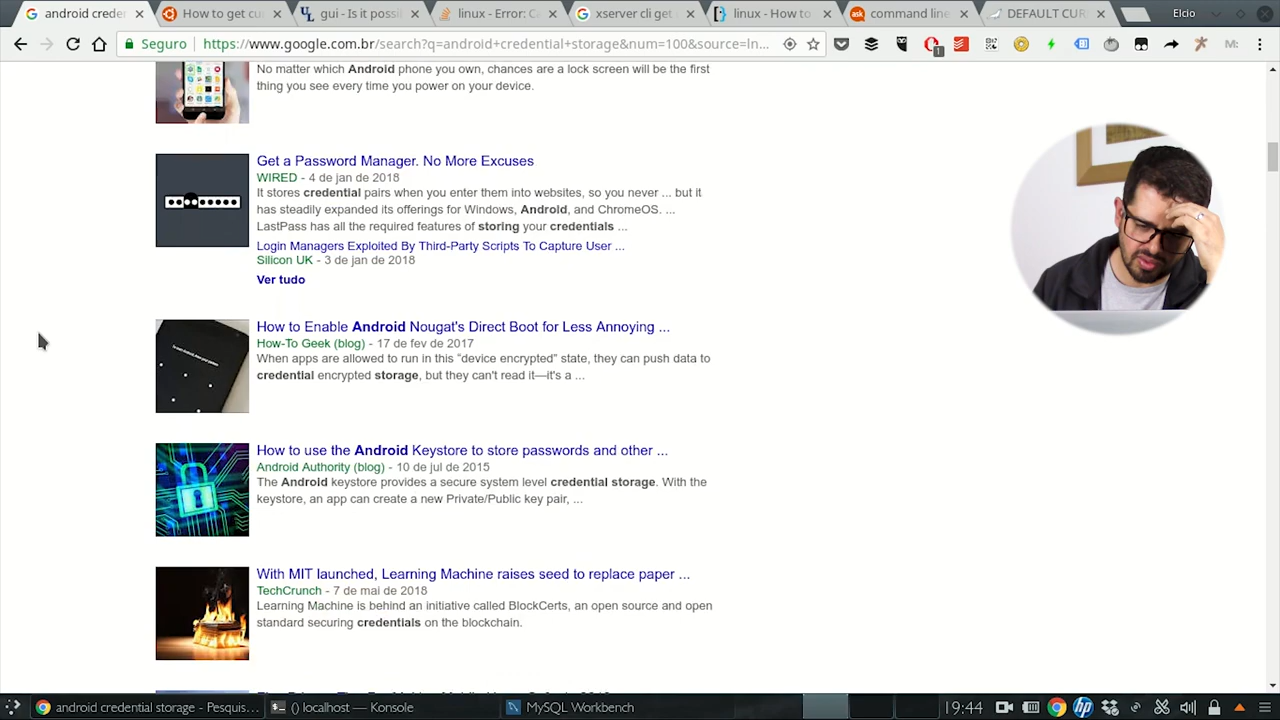 android crede
How to get cu
gui - Is it possi
linux - Error: C
xserver cli get
linux - How to
command line
DEFAULT CUR
Elcio
Seguro
https://www.google.com.br/search?q=android+credential+storage&num=100&source=ln...
1
M:
No matter which Android phone you own, chances are a lock screen will be the first
thing you see every time you power on your device.
Get a Password Manager. No More Excuses
WIRED - 4 de jan de 2018
It stores credential pairs when you enter them into websites, so you never ... but it
has steadily expanded its offerings for Windows, Android, and ChromeOS. ...
LastPass has all the required features of storing your credentials ...
Login Managers Exploited By Third-Party Scripts To Capture User ...
Silicon UK - 3 de jan de 2018
Ver tudo
How to Enable Android Nougat's Direct Boot for Less Annoying ...
How-To Geek (blog) - 17 de fev de 2017
When apps are allowed to run in this “device encrypted” state, they can push data to
credential encrypted storage, but they can't read it—it's a ...
How to use the Android Keystore to store passwords and other ...
Android Authority (blog) - 10 de jul de 2015
The Android keystore provides a secure system level credential storage. With the
keystore, an app can create a new Private/Public key pair, ...
With MIT launched, Learning Machine raises seed to replace paper ...
TechCrunch - 7 de mai de 2018
Learning Machine is behind an initiative called BlockCerts, an open source and open
standard securing credentials on the blockchain.
android credential storage - Pesquis...
() localhost — Konsole
MySQL Workbench
19:44